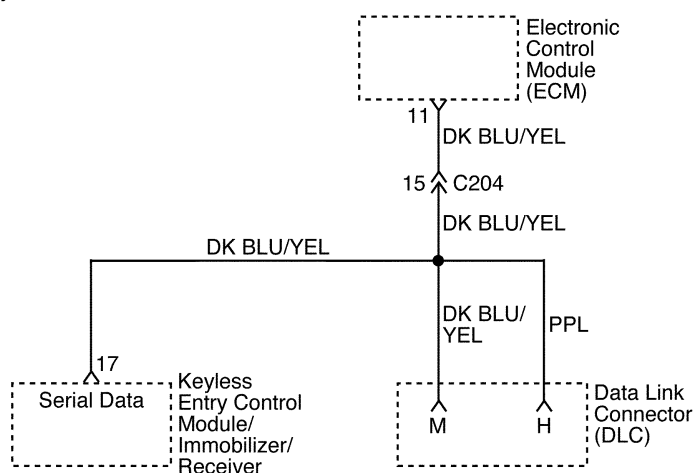 Electronic
Control
Module
(ECM)
11
DK BLU/YEL
15 C204
DK BLU/YEL
DK BLU/YEL
DK BLU/
YEL
PPL
17
Serial Data
Keyless
Entry Control
Module/
Immobilizer/
Receiver
M
H
Data Link
Connector
(DLC)